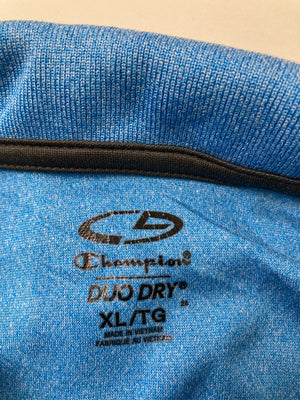 Champion®
DUO DRY®
XL/TG
MADE IN VIETNAM
FABRIQUÉ AU VIETNAM